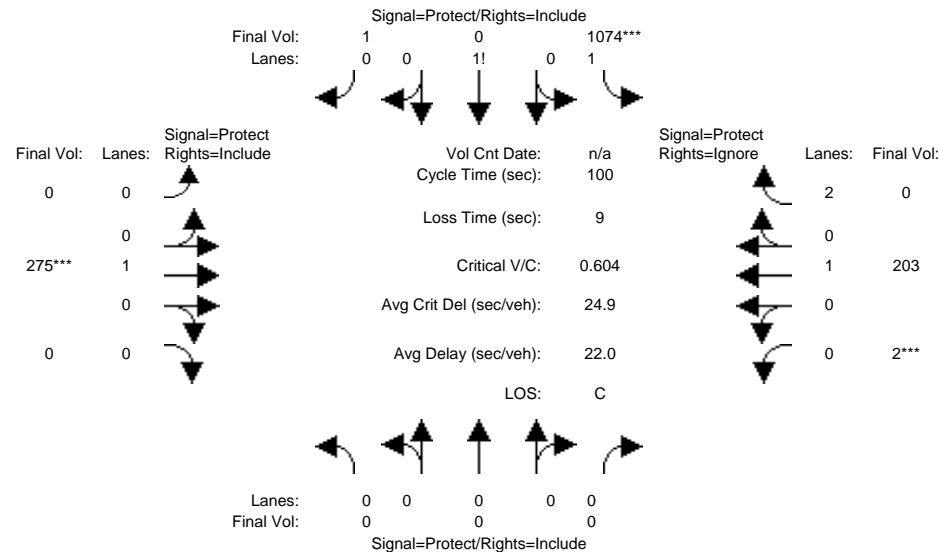 Signal=Protect/Rights=Include
Final Vol: 1 0 1074***
Lanes: 0 0 1! 0 1
Signal=Protect
Final Vol: Lanes: Rights=Include
Vol Cnt Date: n/a
Signal=Protect
Rights=Ignore Lanes: Final Vol:
Cycle Time (sec): 100
0 0
2 0
Loss Time (sec): 9
0
0
275*** 1
Critical V/C: 0.604
1 203
0
Avg Crit Del (sec/veh): 24.9
0
0 0
Avg Delay (sec/veh): 22.0
0 2***
LOS: C
Lanes: 0 0 0 0 0
Final Vol: 0 0 0
Signal=Protect/Rights=Include